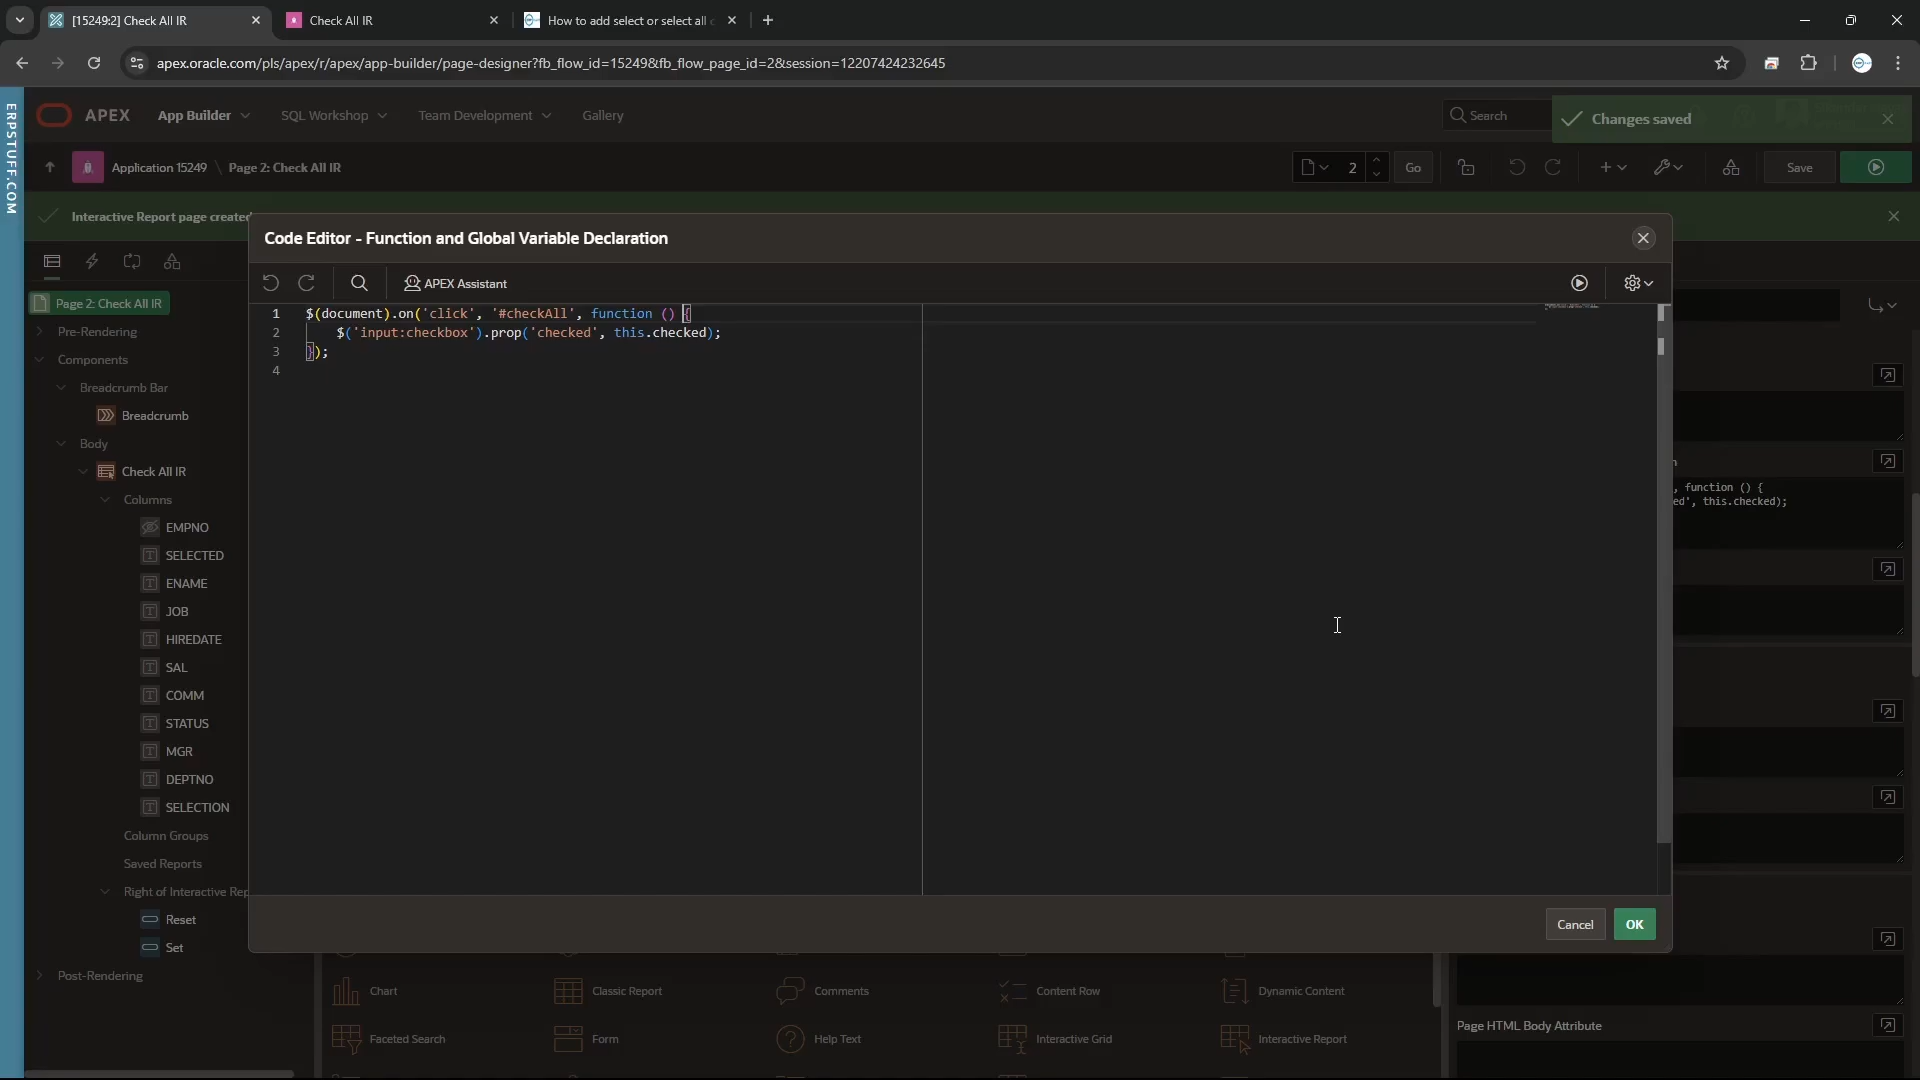 [15249:2] Check All IR
Check All IR
How to add select or select all
apex.oracle.com/pls/apex/r/apex/app-builder/page-designer?fb_flow_id=15249&fb_flow_page_id=2&session=12207424232645
ERPSTUFF.COM
APEX
App Builder
SQL Workshop
Team Development
Gallery
Search
Changes saved
Application 15249 \ Page 2: Check All IR
2
Go
Save
Interactive Report page created
Code Editor - Function and Global Variable Declaration
APEX Assistant
1 $(document).on('click', '#checkAll', function () {
2 $('input:checkbox').prop('checked', this.checked);
3 });
4
Page 2: Check All IR
Pre-Rendering
Components
Breadcrumb Bar
Breadcrumb
Body
Check All IR
Columns
EMPNO
SELECTED
ENAME
JOB
HIREDATE
SAL
COMM
STATUS
MGR
DEPTNO
SELECTION
Column Groups
Saved Reports
Right of Interactive Rep
Reset
Set
Post-Rendering
, function () {
ed', this.checked);
Cancel
OK
Chart
Classic Report
Comments
Content Row
Dynamic Content
Faceted Search
Form
Help Text
Interactive Grid
Interactive Report
Page HTML Body Attribute